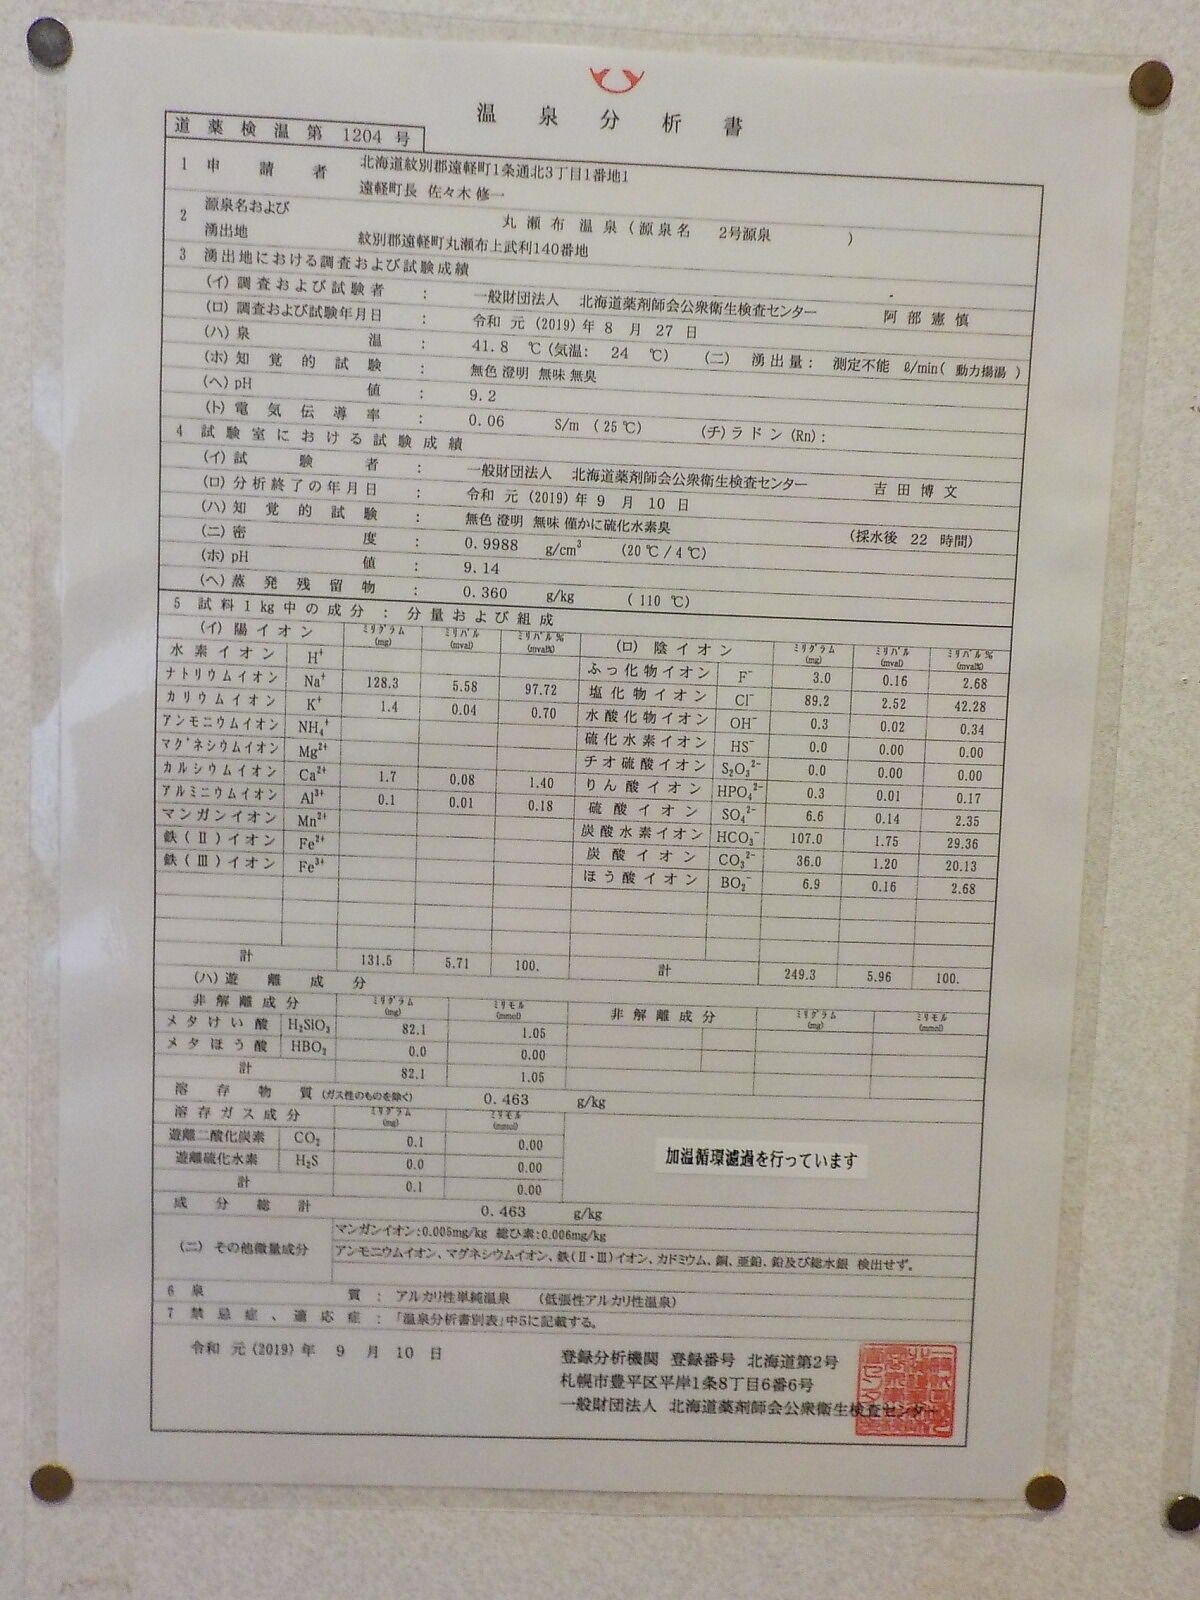 温泉分析書
道薬検温第 1204 号
1 申請者 北海道紋別郡遠軽町1条通北3丁目1番地1
遠軽町長 佐々木 修一
2 源泉名および湧出地 丸瀬布 温泉(源泉名 2号源泉 )
紋別郡遠軽町丸瀬布上武利140番地
3 湧出地における調査および試験成績
(イ)調査および試験者 : 一般財団法人 北海道薬剤師会公衆衛生検査センター 阿部憲慎
(ロ)調査および試験年月日 : 令和 元 (2019)年 8 月 27 日
(ハ)泉温 : 41.8 ℃(気温: 24 ℃) (ニ) 湧出量: 測定不能 ℓ/min( 動力揚湯 )
(ホ)知覚的試験 : 無色 澄明 無味 無臭
(ヘ)pH値 : 9.2
(ト)電気伝導率 : 0.06 S/m (25℃) (チ)ラドン(Rn):
4 試験室における試験成績
(イ)試験者 : 一般財団法人 北海道薬剤師会公衆衛生検査センター 吉田博文
(ロ)分析終了の年月日 : 令和 元 (2019)年 9 月 10 日
(ハ)知覚的試験 : 無色 澄明 無味 僅かに硫化水素臭 (採水後 22 時間)
(ニ)密度 : 0.9988 g/cm³ (20℃/4℃)
(ホ)pH値 : 9.14
(ヘ)蒸発残留物 : 0.360 g/kg (110℃)
5 試料1kg中の成分:分量および組成
(イ)陽イオン ミリグラム(mg) ミリバル(mval) ミリバル%(mval%) (ロ)陰イオン ミリグラム(mg) ミリバル(mval) ミリバル%(mval%)
水素イオン H⁺ ふっ化物イオン F⁻ 3.0 0.16 2.68
ナトリウムイオン Na⁺ 128.3 5.58 97.72 塩化物イオン Cl⁻ 89.2 2.52 42.28
カリウムイオン K⁺ 1.4 0.04 0.70 水酸化物イオン OH⁻ 0.3 0.02 0.34
アンモニウムイオン NH₄⁺ 硫化水素イオン HS⁻ 0.0 0.00 0.00
マグネシウムイオン Mg²⁺ チオ硫酸イオン S₂O₃²⁻ 0.0 0.00 0.00
カルシウムイオン Ca²⁺ 1.7 0.08 1.40 りん酸イオン HPO₄²⁻ 0.3 0.01 0.17
アルミニウムイオン Al³⁺ 0.1 0.01 0.18 硫酸イオン SO₄²⁻ 6.6 0.14 2.35
マンガンイオン Mn²⁺ 炭酸水素イオン HCO₃⁻ 107.0 1.75 29.36
鉄(Ⅱ)イオン Fe²⁺ 炭酸イオン CO₃²⁻ 36.0 1.20 20.13
鉄(Ⅲ)イオン Fe³⁺ ほう酸イオン BO₂⁻ 6.9 0.16 2.68
計 131.5 5.71 100. 計 249.3 5.96 100.
(ハ)遊離成分
非解離成分 ミリグラム(mg) ミリモル(mmol) 非解離成分 ミリグラム(mg) ミリモル(mmol)
メタけい酸 H₂SiO₃ 82.1 1.05
メタほう酸 HBO₂ 0.0 0.00
計 82.1 1.05
溶存物質(ガス性のものを除く) 0.463 g/kg
溶存ガス成分 ミリグラム(mg) ミリモル(mmol)
遊離二酸化炭素 CO₂ 0.1 0.00
遊離硫化水素 H₂S 0.0 0.00
計 0.1 0.00
加温循環濾過を行っています
成分総計 0.463 g/kg
(ニ) その他微量成分 マンガンイオン:0.005mg/kg 総ひ素:0.006mg/kg
アンモニウムイオン、マグネシウムイオン、鉄(Ⅱ・Ⅲ)イオン、カドミウム、銅、亜鉛、鉛及び総水銀 検出せず。
6 泉質 : アルカリ性単純温泉 (低張性アルカリ性温泉)
7 禁忌症、適応症 : 「温泉分析書別表」中5に記載する。
令和 元 (2019) 年 9 月 10 日
登録分析機関 登録番号 北海道第2号
札幌市豊平区平岸1条8丁目6番6号
一般財団法人 北海道薬剤師会公衆衛生検査センター